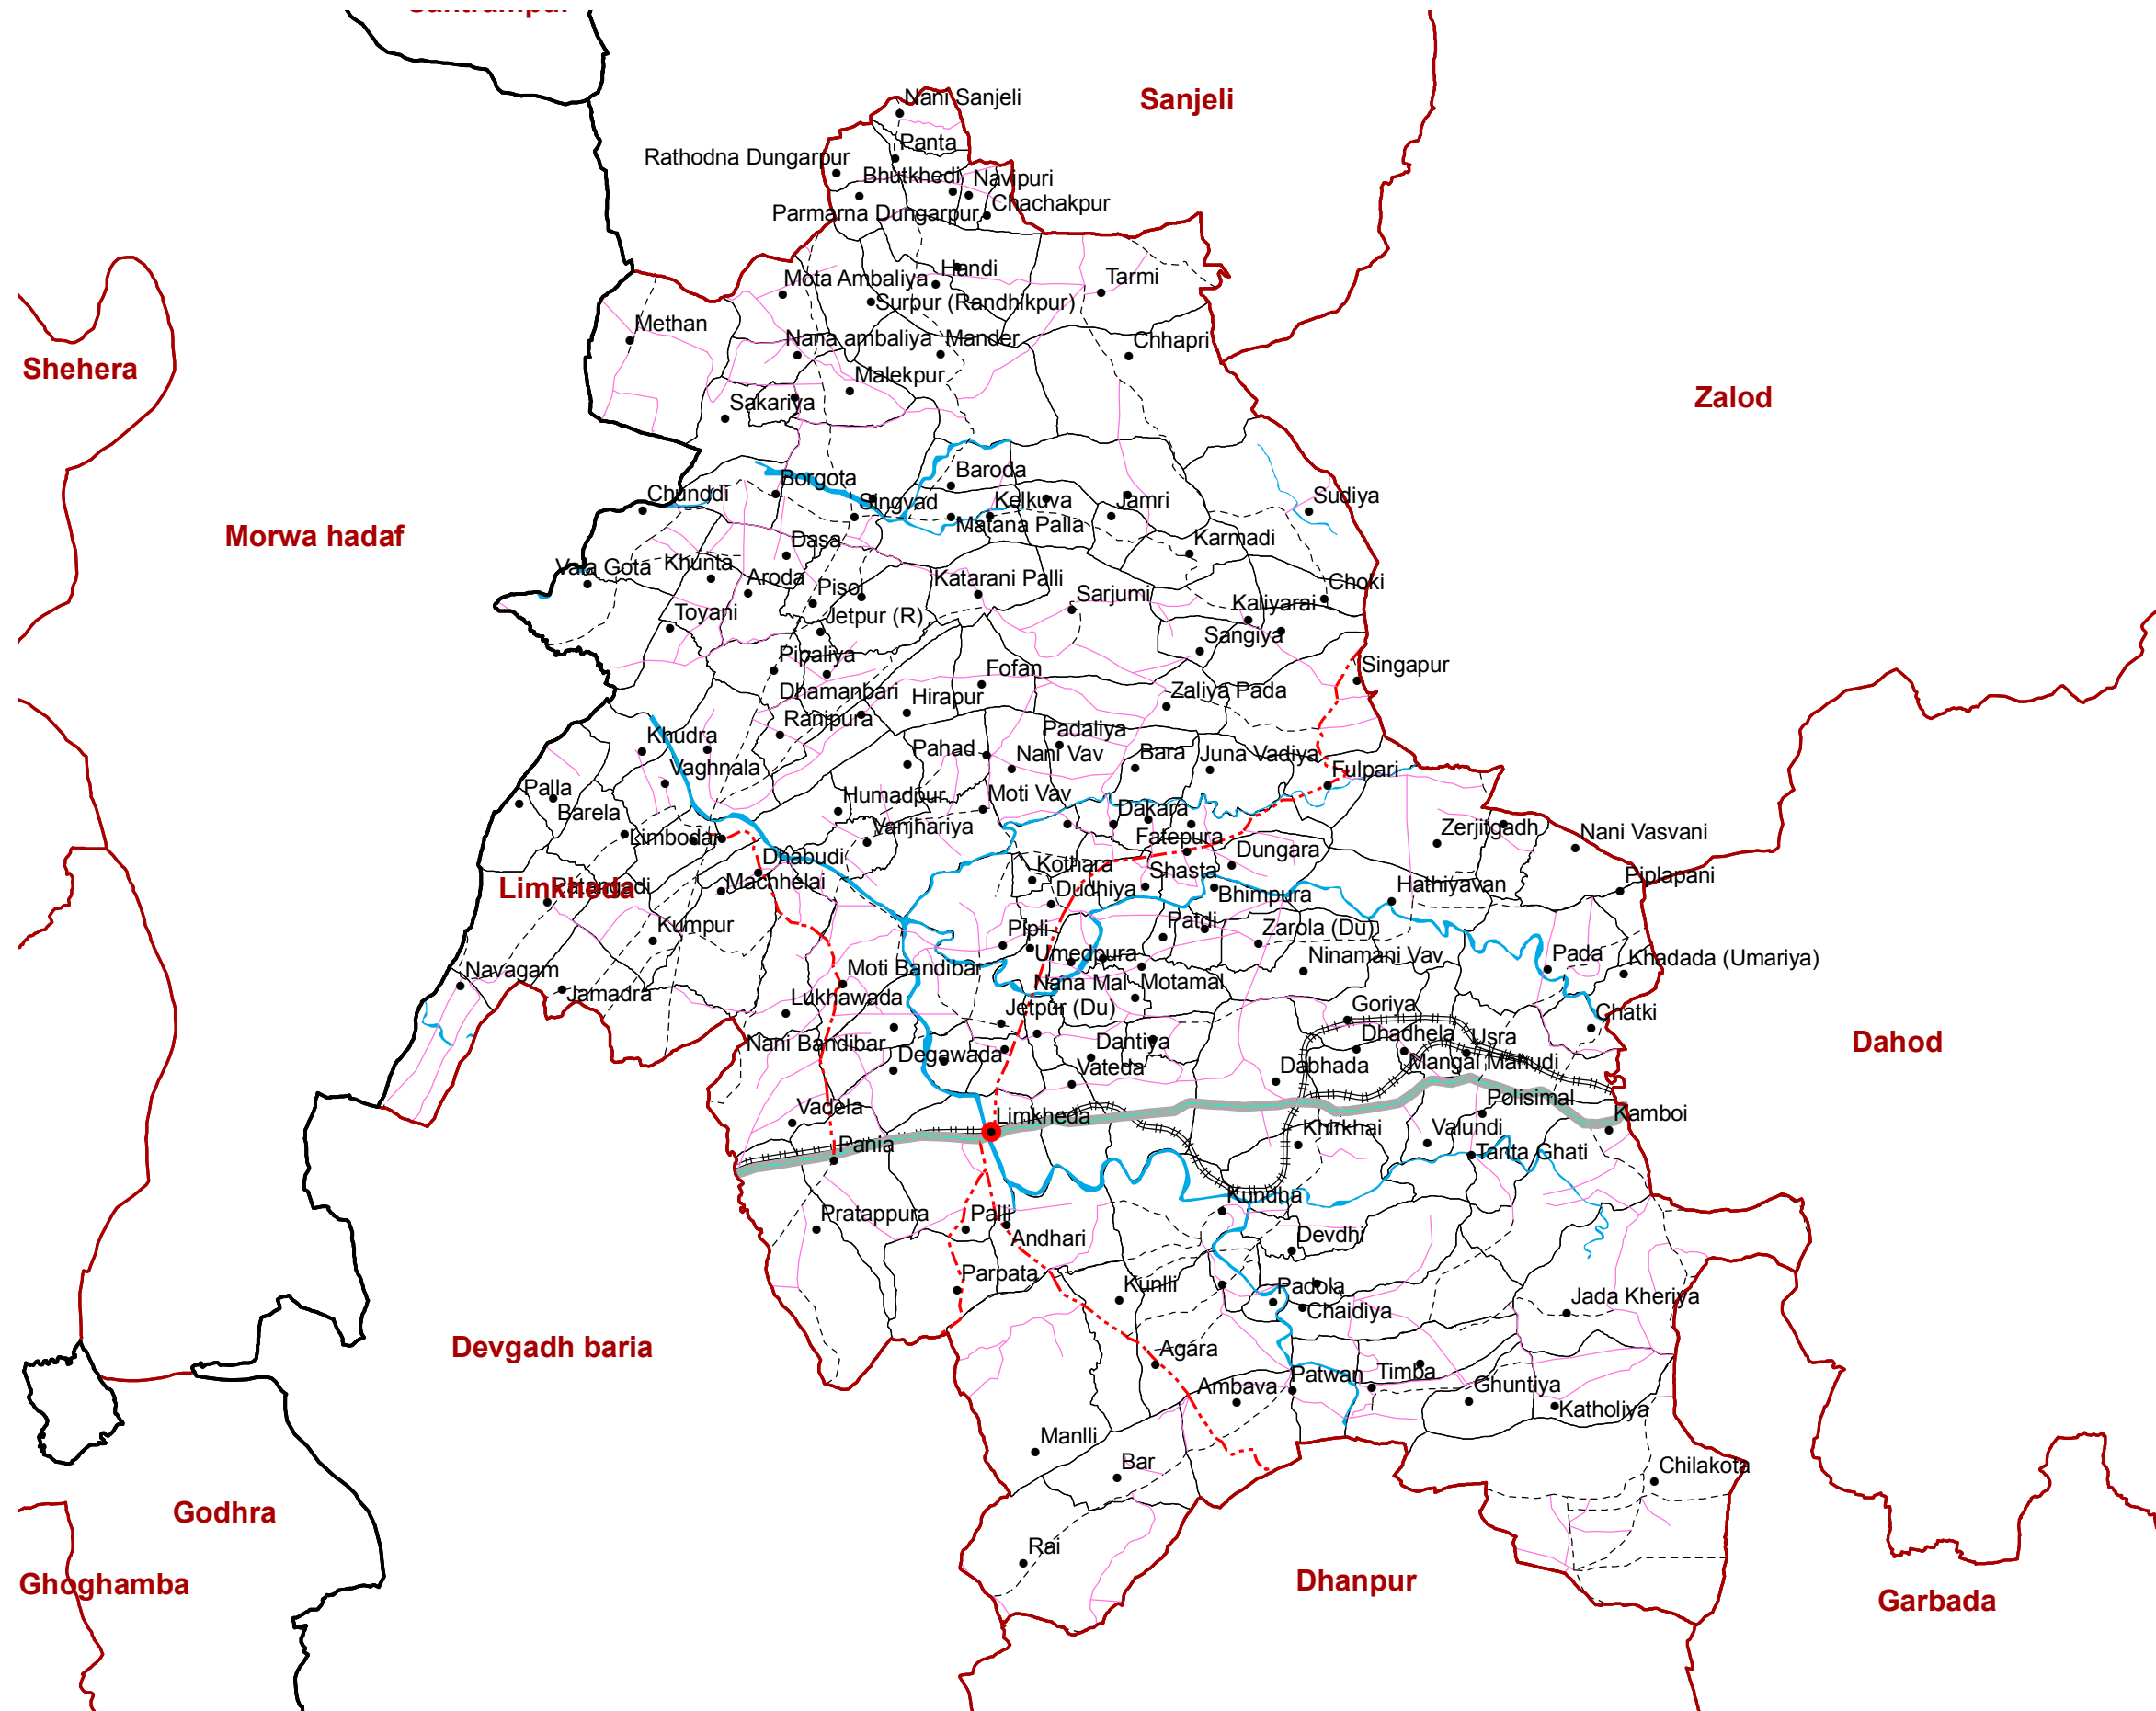 Nani Sanjeli
Sanjeli
Panta
Rathodna Dungarpur
Bhutkhedi
Navipuri
Chachakpur
Parmarna Dungarpur
Handi
Mota Ambaliya
Tarmi
Surpur (Randhikpur)
Methan
Nana ambaliya
Mander
Chhapri
Shehera
Malekpur
Zalod
Sakariya
Baroda
Borgota
Chunddi
Singvad
Kelkuva
Jamri
Sudiya
Matana Palla
Morwa hadaf
Dasa
Karmadi
Vala Gota
Khunta
Aroda
Pisoi
Katarani Palli
Sarjumi
Choki
Kaliyarai
Toyani
Jetpur (R)
Sangiya
Pipaliya
Fofan
Singapur
Dhamanbari
Hirapur
Zaliya Pada
Ranipura
Khudra
Padaliya
Pahad
Nani Vav
Bara
Juna Vadiya
Vaghnala
Fulpari
Palla
Humadpur
Moti Vav
Barela
Dakara
Limbodar
Vanjhariya
Fatepura
Zerjitgadh
Nani Vasvani
Dungara
Dhabudi
Kothara
Shasta
Machhelai
Limkheda
Dudhiya
Bhimpura
Hathiyavan
Piplapani
Kumpur
Pipli
Patdi
Zarola (Du)
Umedpura
Ninamani Vav
Pada
Khadada (Umariya)
Navagam
Moti Bandibar
Jamadra
Lukhawada
Nana Mal
Motamal
Jetpur (Du)
Goriya
Chatki
Nani Bandibar
Degawada
Dantiya
Dhadhela
Usra
Dahod
Vateda
Dabhada
Mangal Mahudi
Vadela
Limkheda
Polisimal
Kamboi
Pania
Khirkhai
Valundi
Tanta Ghati
Kundha
Pratappura
Palli
Andhari
Devdhi
Parpata
Kunlli
Padola
Chaidiya
Jada Kheriya
Devgadh baria
Agara
Ambava
Patwan
Timba
Ghuntiya
Katholiya
Manlli
Bar
Chilakota
Godhra
Rai
Ghoghamba
Dhanpur
Garbada